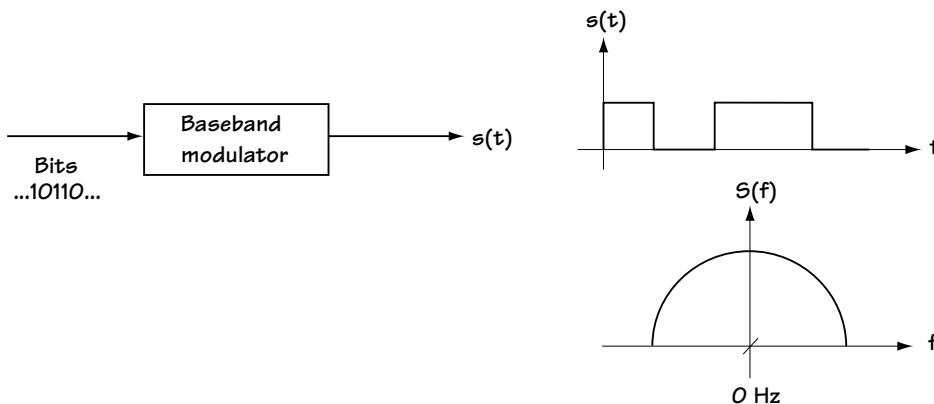 s(t)
Baseband
modulator
s(t)
Bits
...10110...
t
S(f)
f
0 Hz